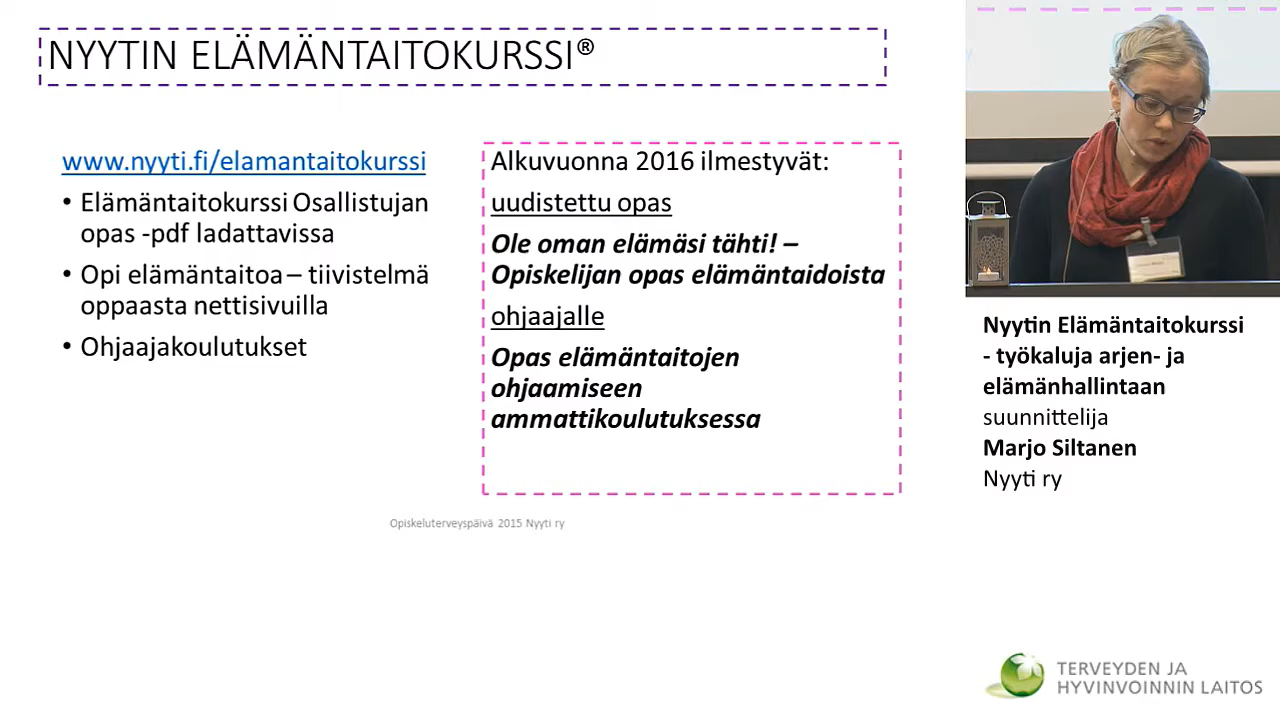 NYYTIN ELÄMÄNTAITOKURSSI®
www.nyyti.fi/elamantaitokurssi
• Elämäntaitokurssi Osallistujan
opas -pdf ladattavissa
• Opi elämäntaitoa – tiivistelmä
oppaasta nettisivuilla
• Ohjaajakoulutukset
Alkuvuonna 2016 ilmestyvät:
uudistettu opas
Ole oman elämäsi tähti! –
Opiskelijan opas elämäntaidoista
ohjaajalle
Opas elämäntaitojen
ohjaamiseen
ammattikoulutuksessa
Opiskeluterveyspäivä 2015 Nyyti ry
Nyytin Elämäntaitokurssi
- työkaluja arjen- ja
elämänhallintaan
suunnittelija
Marjo Siltanen
Nyyti ry
TERVEYDEN JA
HYVINVOINNIN LAITOS